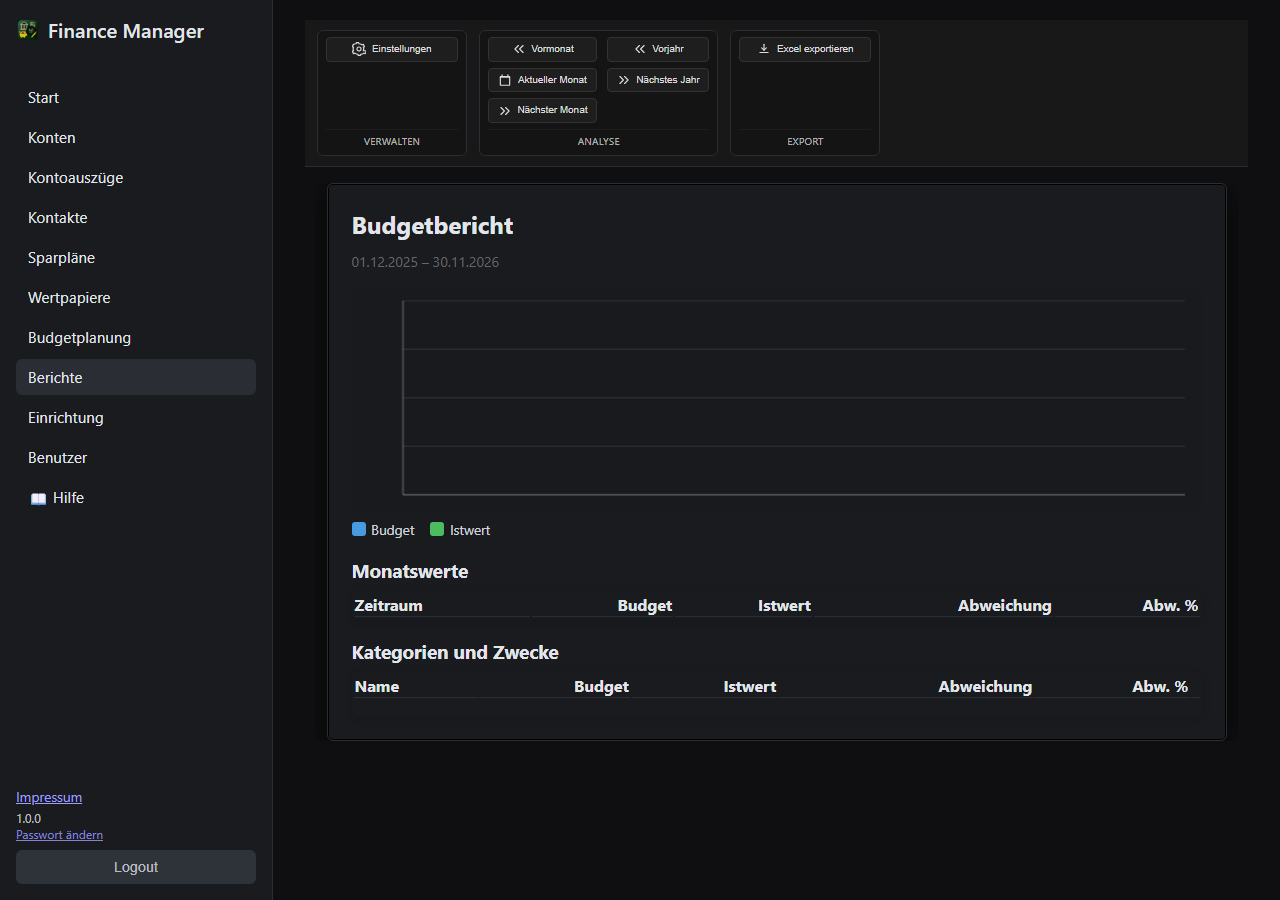 Finance Manager
Start
Konten
Kontoauszüge
Kontakte
Sparpläne
Wertpapiere
Budgetplanung
Berichte
Einrichtung
Benutzer
Hilfe
Impressum
1.0.0
Passwort ändern
Logout
Einstellungen
VERWALTEN
Vormonat
Vorjahr
Aktueller Monat
Nächstes Jahr
Nächster Monat
ANALYSE
Excel exportieren
EXPORT
Budgetbericht
01.12.2025 – 30.11.2026
Budget Istwert
Monatswerte
Zeitraum Budget Istwert Abweichung Abw. %
Kategorien und Zwecke
Name Budget Istwert Abweichung Abw. %